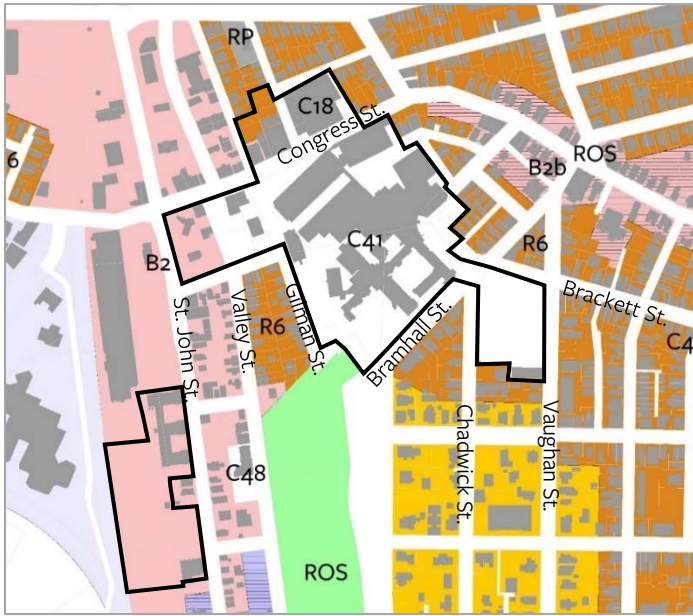 RP
C18
Congress St.
6
B2b
ROS
C41
R6
B2
Brackett St.
St. John St.
Valley St.
Gilman St.
R6
Bramhall St.
C4
Chadwick St.
Vaughan St.
C48
ROS